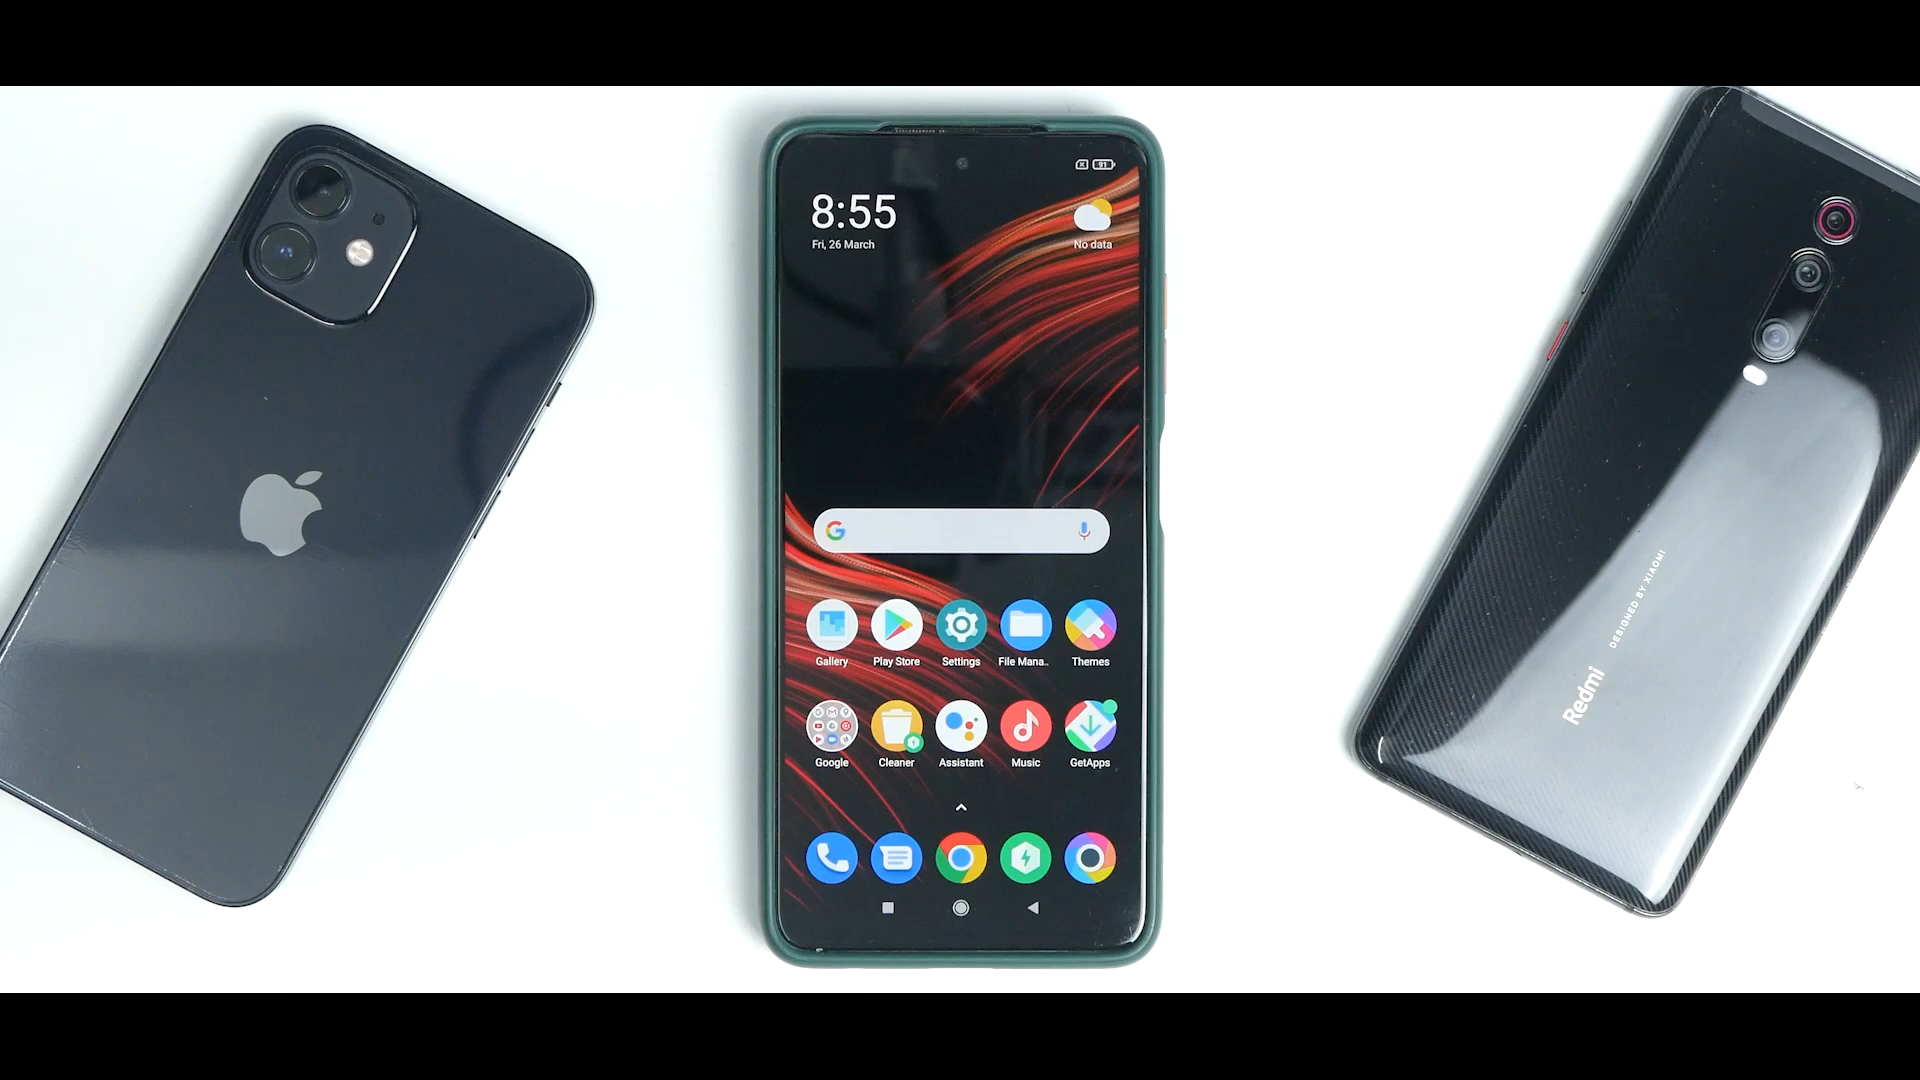 91
8:55
Fri, 26 March
No data
Gallery
Play Store
Settings
File Mana..
Themes
Google
Cleaner
Assistant
Music
GetApps
Redmi
DESIGNED BY XIAOMI